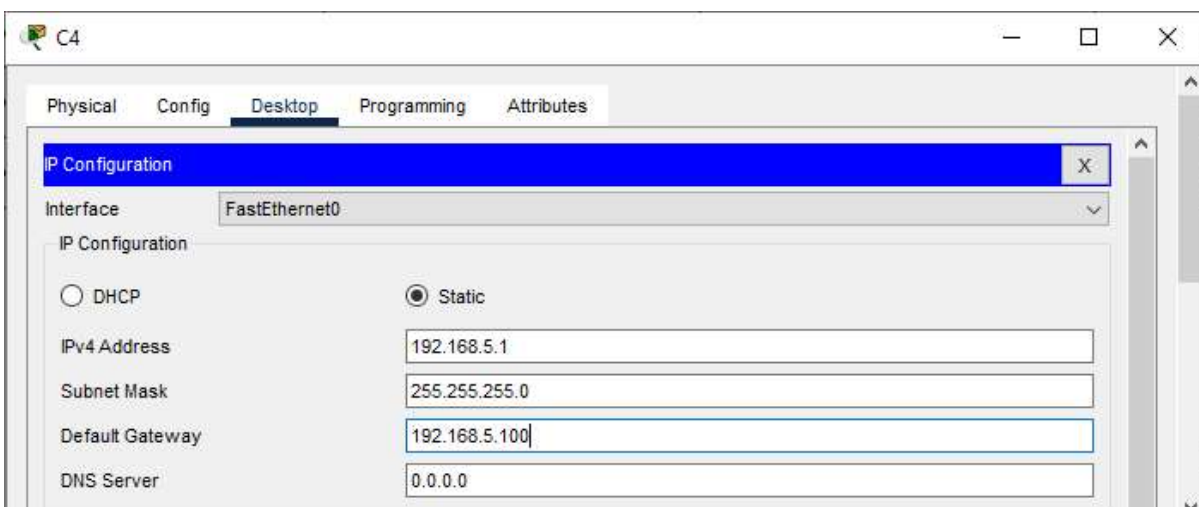 C4
Physical Config Desktop Programming Attributes
IP Configuration X
Interface FastEthernet0
IP Configuration
DHCP Static
IPv4 Address 192.168.5.1
Subnet Mask 255.255.255.0
Default Gateway 192.168.5.100
DNS Server 0.0.0.0